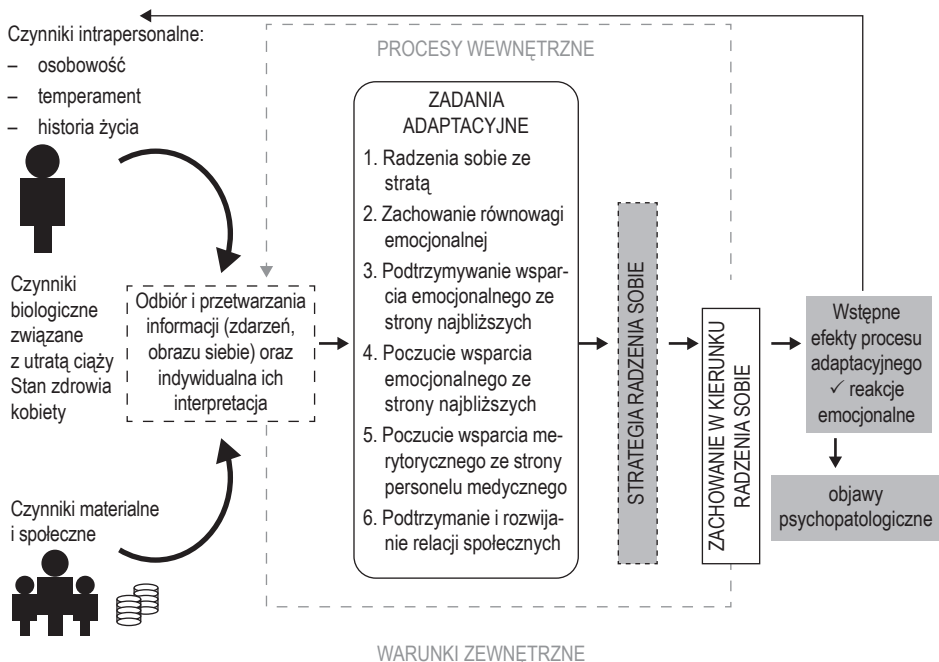 Czynniki intrapersonalne:
– osobowość
– temperament
– historia życia
Czynniki
biologiczne
związane
z utratą ciąży
Stan zdrowia
kobiety
Czynniki materialne
i społeczne
PROCESY WEWNĘTRZNE
Odbiór i przetwarzania
informacji (zdarzeń,
obrazu siebie) oraz
indywidualna ich
interpretacja
ZADANIA
ADAPTACYJNE
1. Radzenia sobie ze
stratą
2. Zachowanie równowagi
emocjonalnej
3. Podtrzymywanie wspar-
cia emocjonalnego ze
strony najbliższych
4. Poczucie wsparcia
emocjonalnego ze
strony najbliższych
5. Poczucie wsparcia me-
rytorycznego ze strony
personelu medycznego
6. Podtrzymanie i rozwija-
nie relacji społecznych
STRATEGIA RADZENIA SOBIE
ZACHOWANIE W KIERUNKU
RADZENIA SOBIE
Wstępne
efekty procesu
adaptacyjnego
✓ reakcje
emocjonalne
objawy
psychopatologiczne
WARUNKI ZEWNĘTRZNE